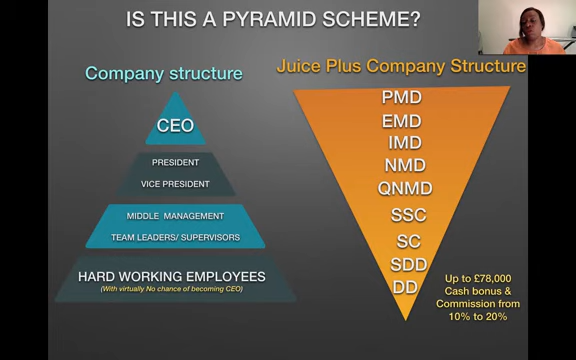 IS THIS A PYRAMID SCHEME?
Company structure
CEO
PRESIDENT
VICE PRESIDENT
MIDDLE MANAGEMENT
TEAM LEADERS/ SUPERVISORS
HARD WORKING EMPLOYEES
(With virtually No chance of becoming CEO)
Juice Plus Company Structure
PMD
EMD
IMD
NMD
QNMD
SSC
SC
SDD
DD
Up to £78,000
Cash bonus &
Commission from
10% to 20%